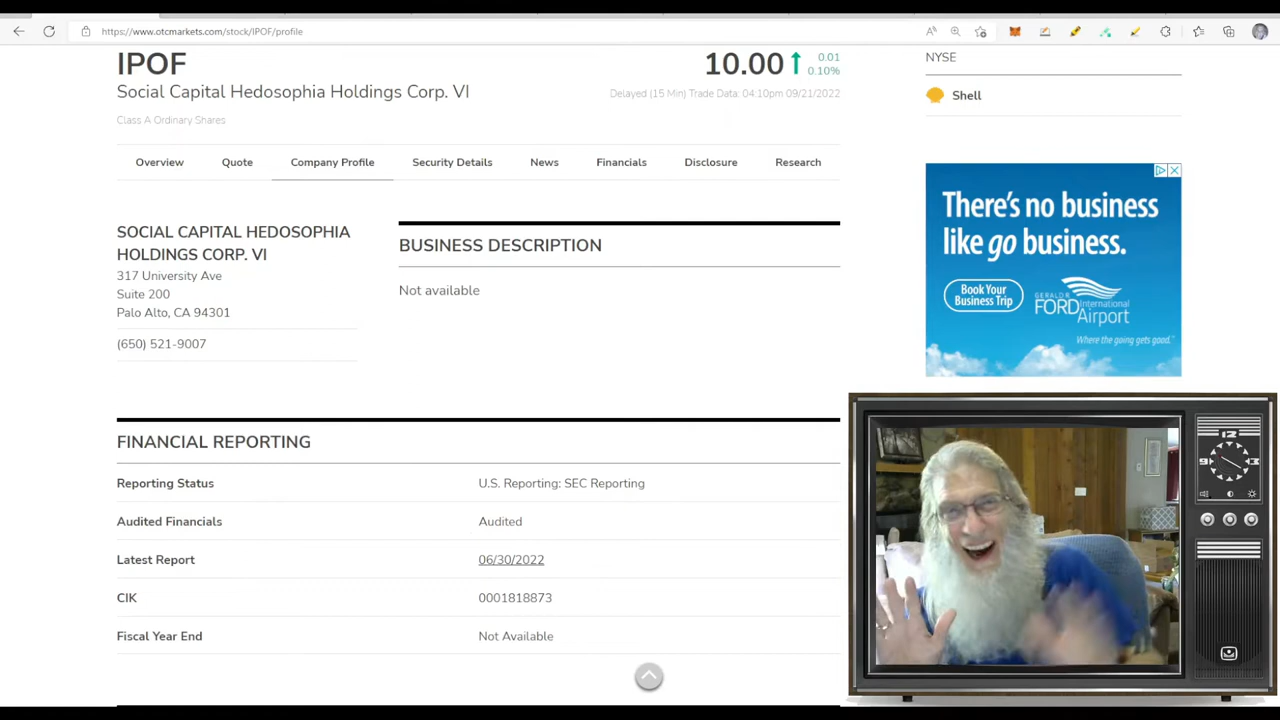 https://www.otcmarkets.com/stock/IPOF/profile
IPOF
10.00
0.01
0.10%
Social Capital Hedosophia Holdings Corp. VI
Delayed (15 Min) Trade Data: 04:10pm 09/21/2022
Class A Ordinary Shares
NYSE
Shell
Overview
Quote
Company Profile
Security Details
News
Financials
Disclosure
Research
SOCIAL CAPITAL HEDOSOPHIA
HOLDINGS CORP. VI
317 University Ave
Suite 200
Palo Alto, CA 94301
(650) 521-9007
BUSINESS DESCRIPTION
Not available
There's no business
like go business.
Book Your
Business Trip
GERALD R.
FORD International
Airport
Where the going gets good.™
FINANCIAL REPORTING
Reporting Status
U.S. Reporting: SEC Reporting
Audited Financials
Audited
Latest Report
06/30/2022
CIK
0001818873
Fiscal Year End
Not Available
12
9
3